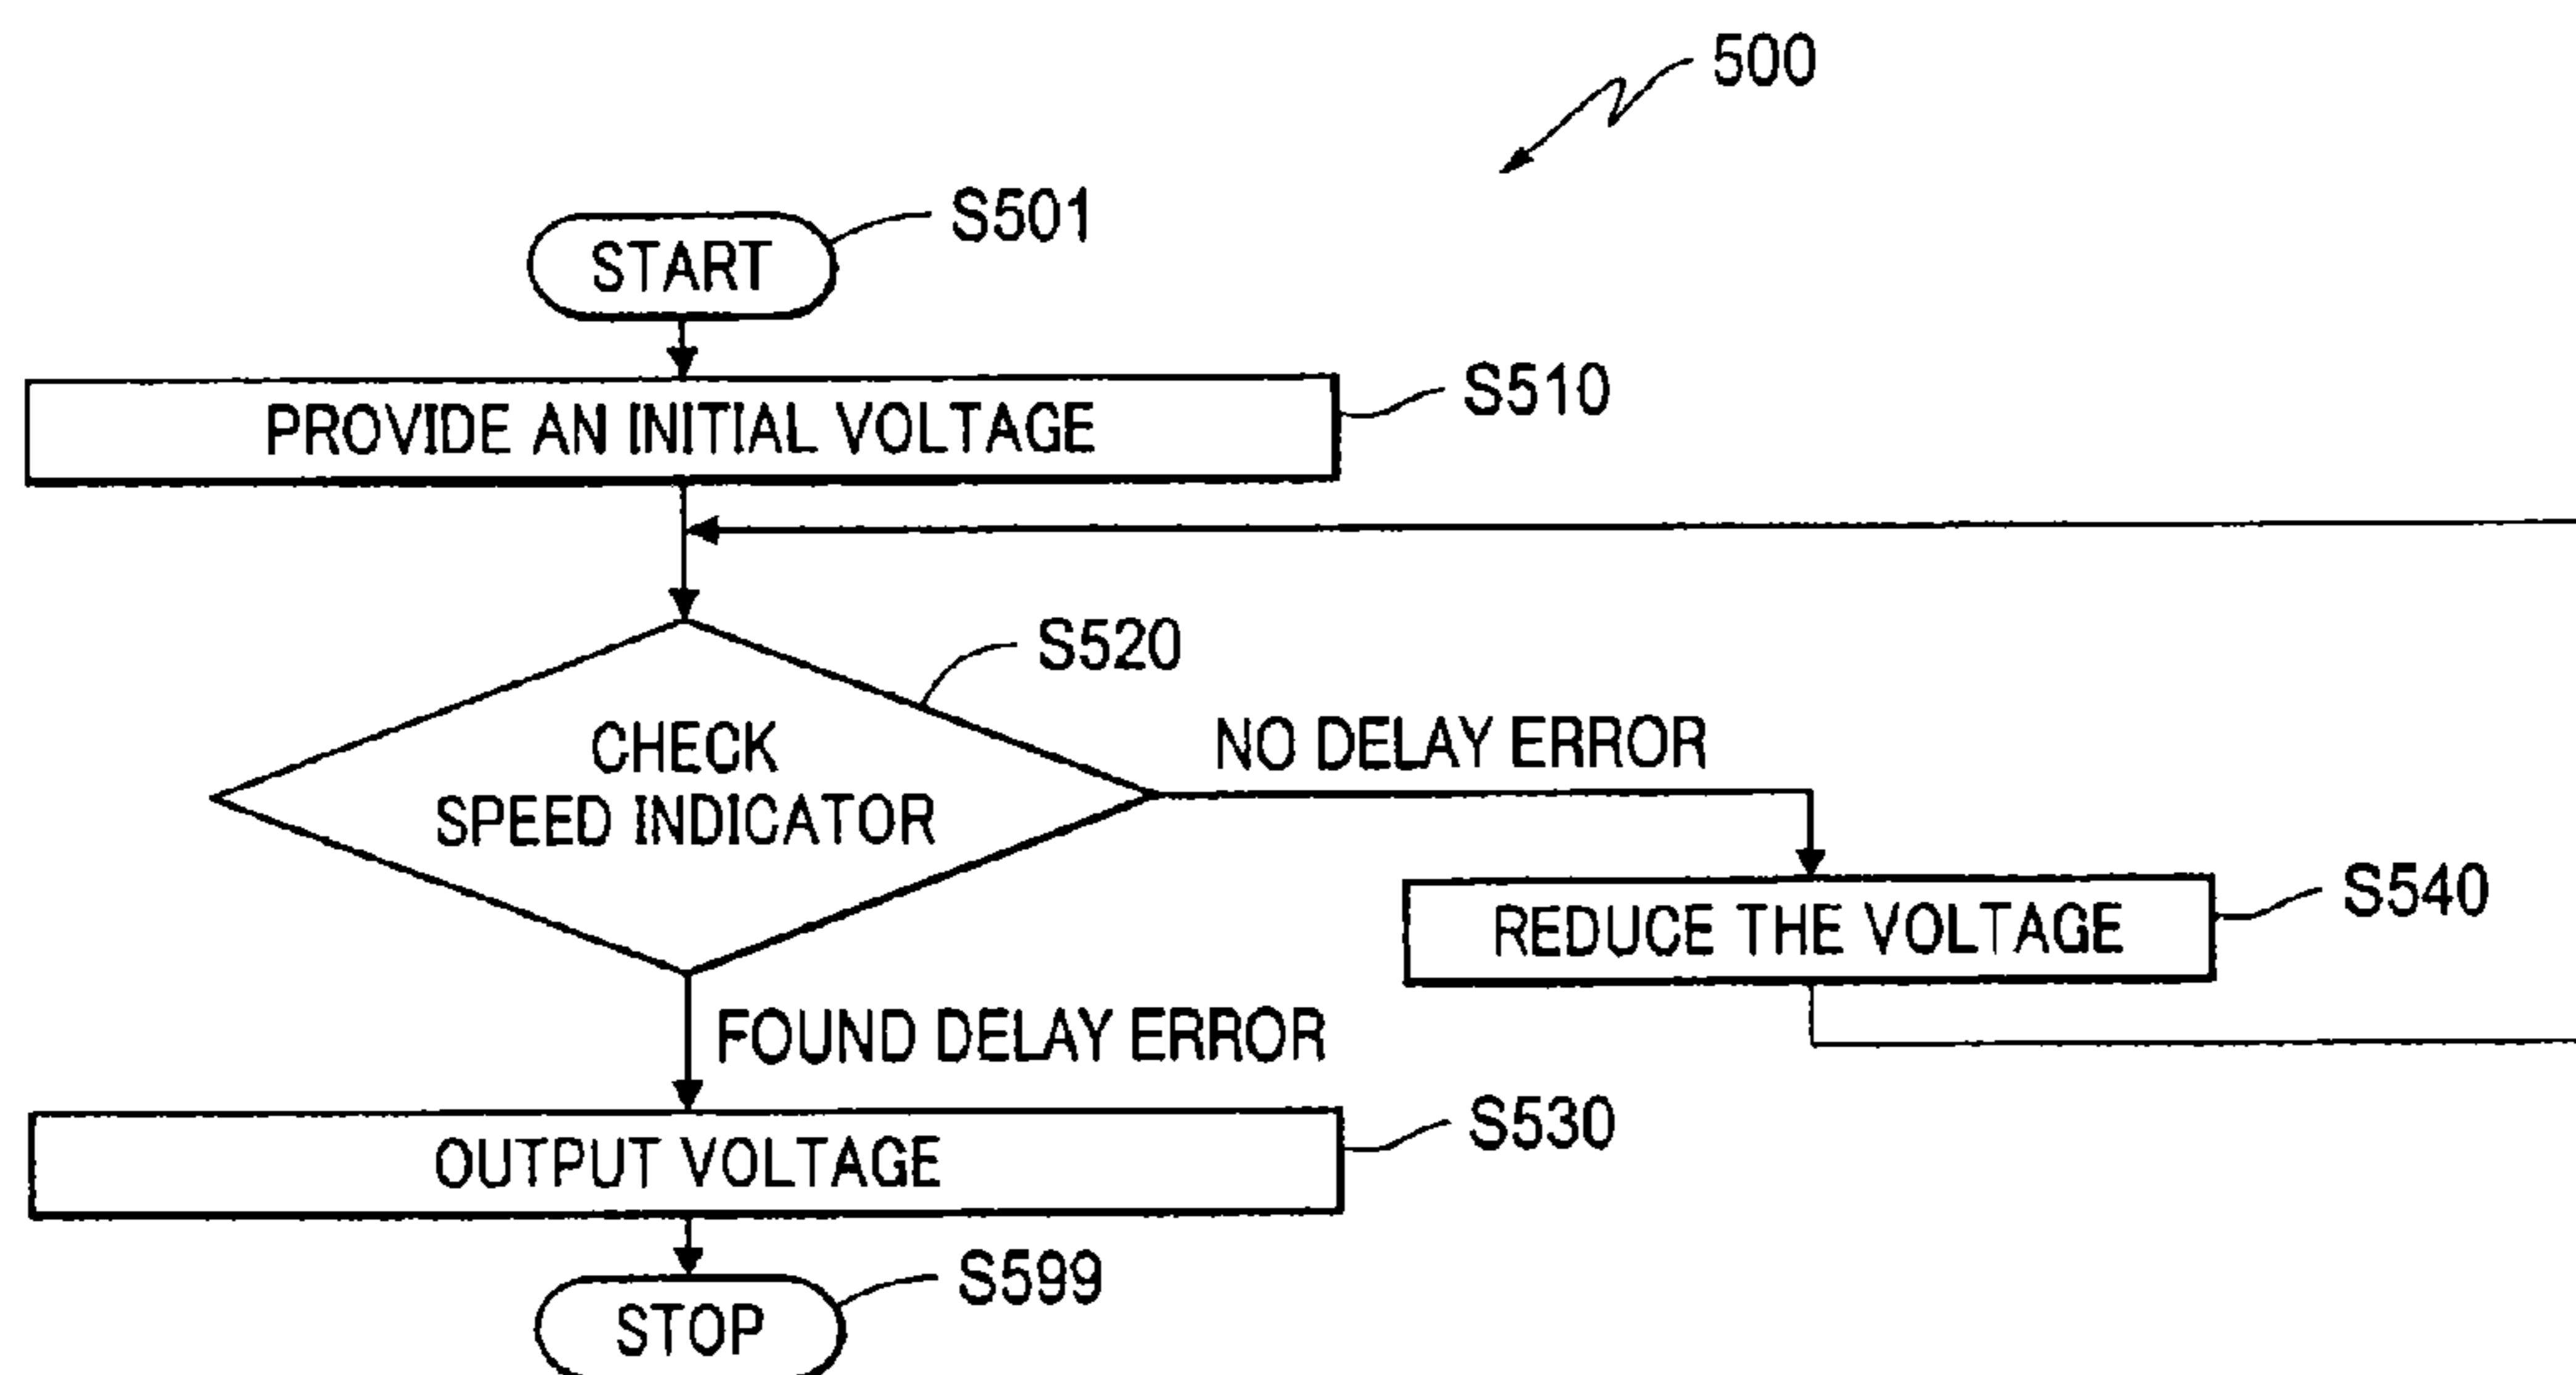 500
START
S501
PROVIDE AN INITIAL VOLTAGE
S510
CHECK
SPEED INDICATOR
S520
NO DELAY ERROR
REDUCE THE VOLTAGE
S540
FOUND DELAY ERROR
OUTPUT VOLTAGE
S530
STOP
S599